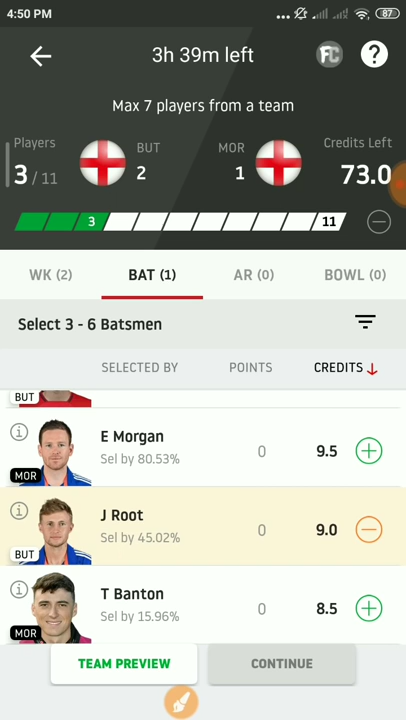 4:50 PM
87
3h 39m left
FC
?
Max 7 players from a team
Players
3 / 11
BUT
2
MOR
1
Credits Left
73.0
3
11
WK (2)
BAT (1)
AR (0)
BOWL (0)
Select 3 - 6 Batsmen
SELECTED BY
POINTS
CREDITS
BUT
E Morgan
Sel by 80.53%
0
9.5
MOR
J Root
Sel by 45.02%
0
9.0
BUT
T Banton
Sel by 15.96%
0
8.5
MOR
TEAM PREVIEW
CONTINUE